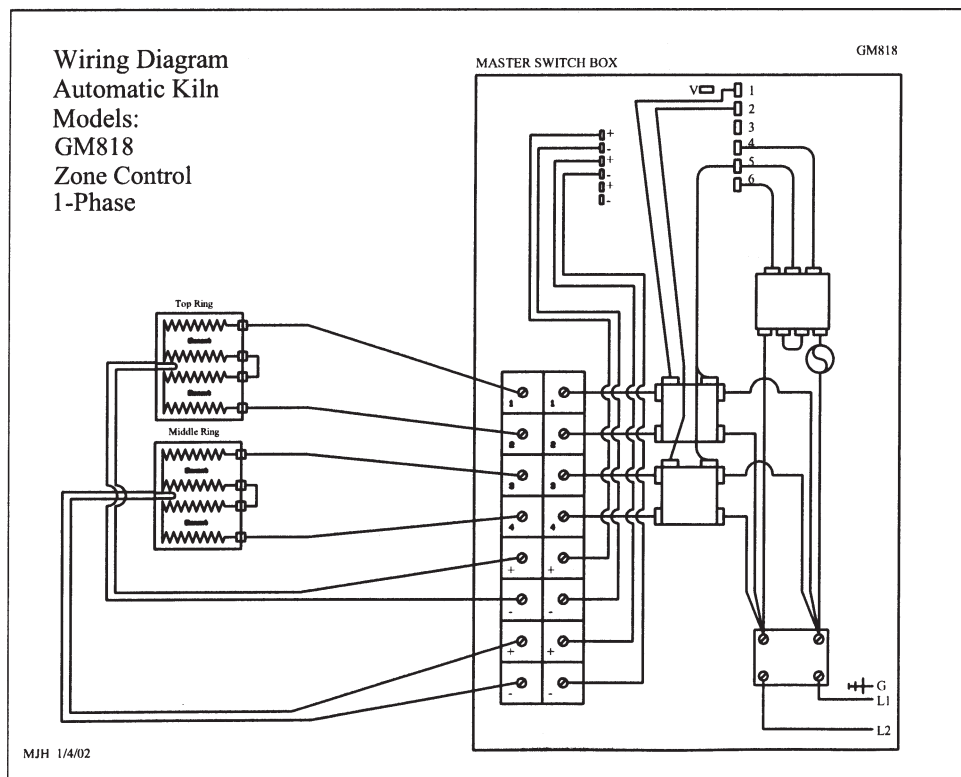 Wiring Diagram
Automatic Kiln
Models:
GM818
Zone Control
1-Phase
GM818
MASTER SWITCH BOX
V
1
2
3
4
5
6
+
-
+
-
+
-
Top Ring
Middle Ring
1 1
2 2
3 3
4 4
+ +
- -
+ +
- -
G
L1
L2
MJH 1/4/02